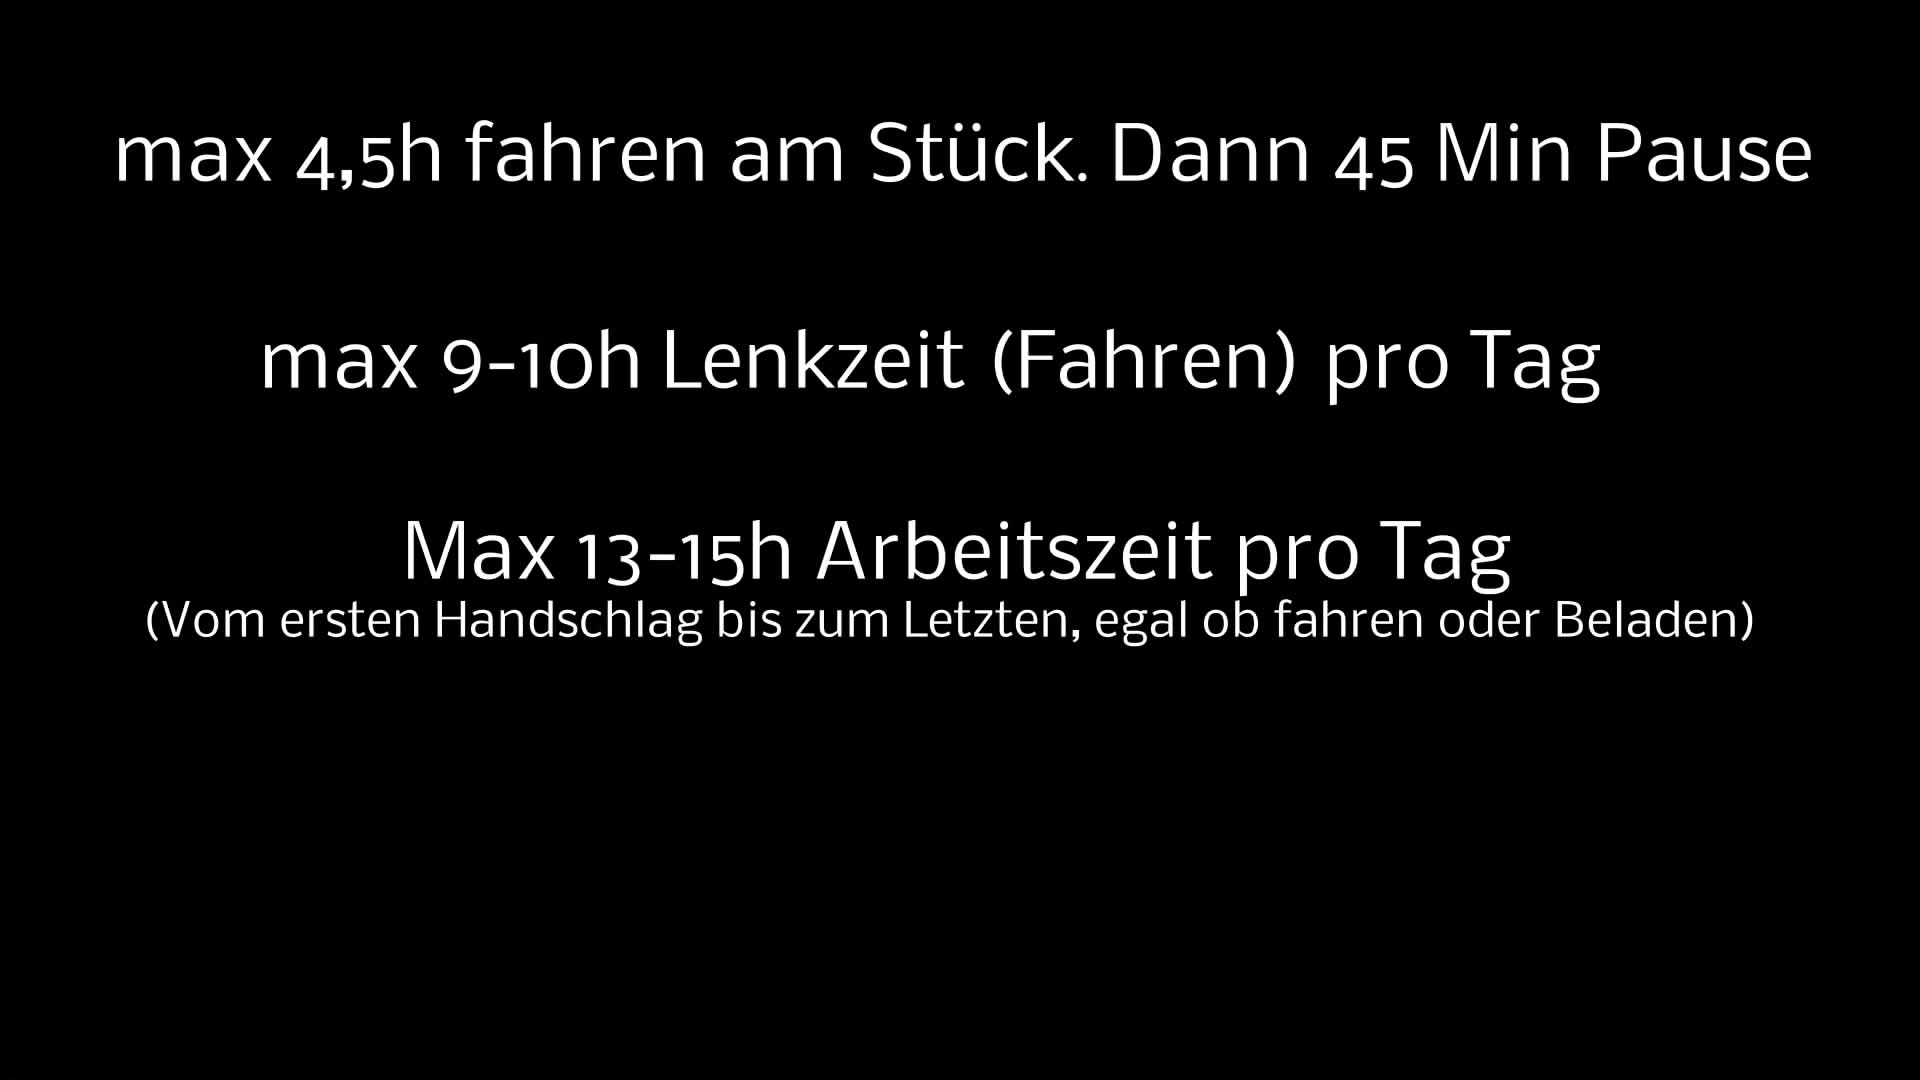 max 4,5h fahren am Stück. Dann 45 Min Pause
max 9-10h Lenkzeit (Fahren) pro Tag
Max 13-15h Arbeitszeit pro Tag
(Vom ersten Handschlag bis zum Letzten, egal ob fahren oder Beladen)